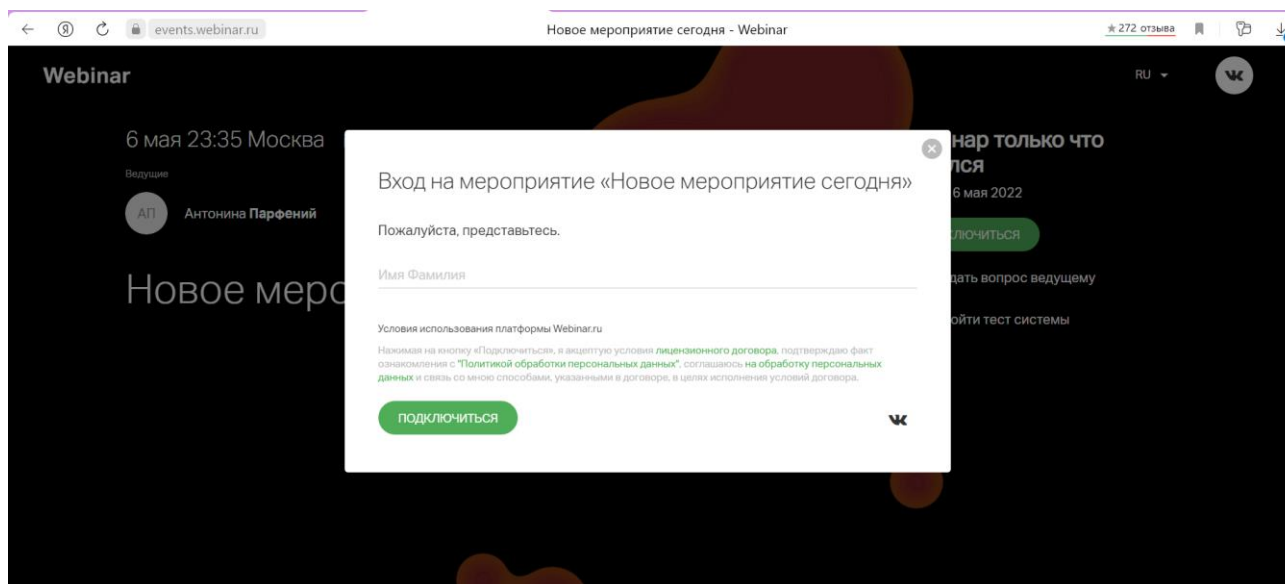 Я
events.webinar.ru
Новое мероприятие сегодня - Webinar
★272 отзыва
Webinar
RU
6 мая 23:35 Москва
Ведущие
АП
Антонина Парфений
Новое меро
Вход на мероприятие «Новое мероприятие сегодня»
Пожалуйста, представьтесь.
Имя Фамилия
Условия использования платформы Webinar.ru
Нажимая на кнопку «Подключиться», я акцептую условия лицензионного договора, подтверждаю факт
ознакомления с "Политикой обработки персональных данных", соглашаюсь на обработку персональных
данных и связь со мною способами, указанными в договоре, в целях исполнения условий договора.
ПОДКЛЮЧИТЬСЯ
нар только что
лся
6 мая 2022
ключиться
дать вопрос ведущему
ойти тест системы